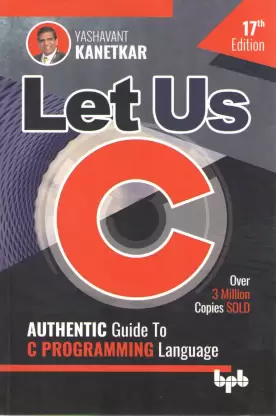 YASHAVANT
KANETKAR
17th
Edition
Let Us
C
Over
3 Million
Copies SOLD
AUTHENTIC Guide To
C PROGRAMMING Language
bpb